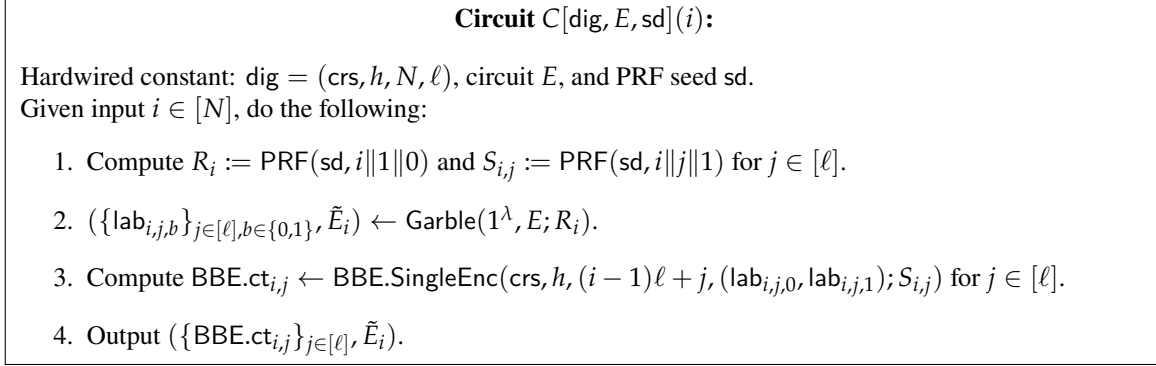 Circuit C[dig, E, sd](i):
Hardwired constant: dig = (crs, h, N, ℓ), circuit E, and PRF seed sd.
Given input i ∈ [N], do the following:
1. Compute R_i := PRF(sd, i∥1∥0) and S_{i,j} := PRF(sd, i∥j∥1) for j ∈ [ℓ].
2. ({lab_{i,j,b}}_{j∈[ℓ],b∈{0,1}}, Ẽ_i) ← Garble(1^λ, E; R_i).
3. Compute BBE.ct_{i,j} ← BBE.SingleEnc(crs, h, (i − 1)ℓ + j, (lab_{i,j,0}, lab_{i,j,1}); S_{i,j}) for j ∈ [ℓ].
4. Output ({BBE.ct_{i,j}}_{j∈[ℓ]}, Ẽ_i).